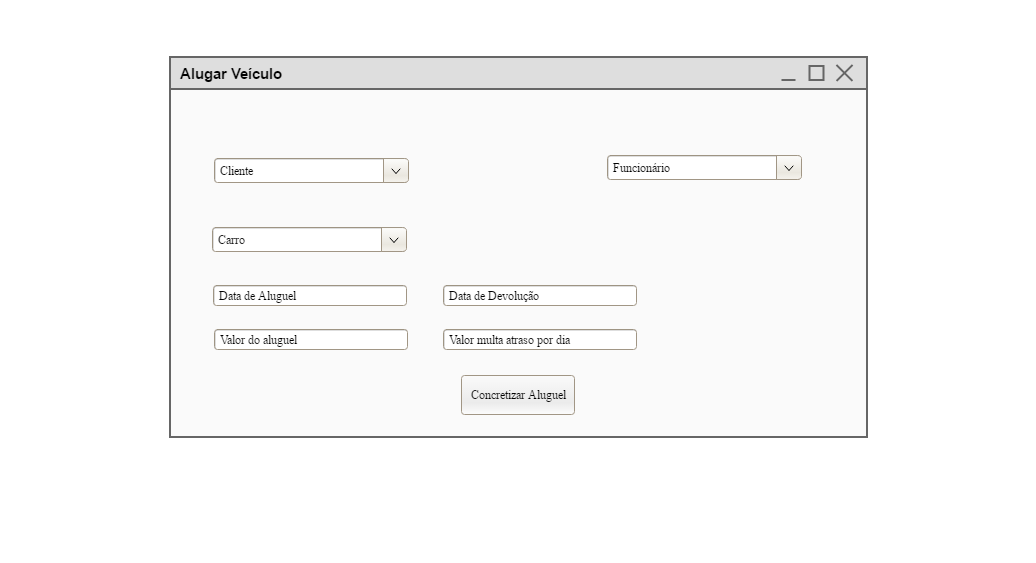 Alugar Veículo
Cliente
Funcionário
Carro
Data de Aluguel
Data de Devolução
Valor do aluguel
Valor multa atraso por dia
Concretizar Aluguel